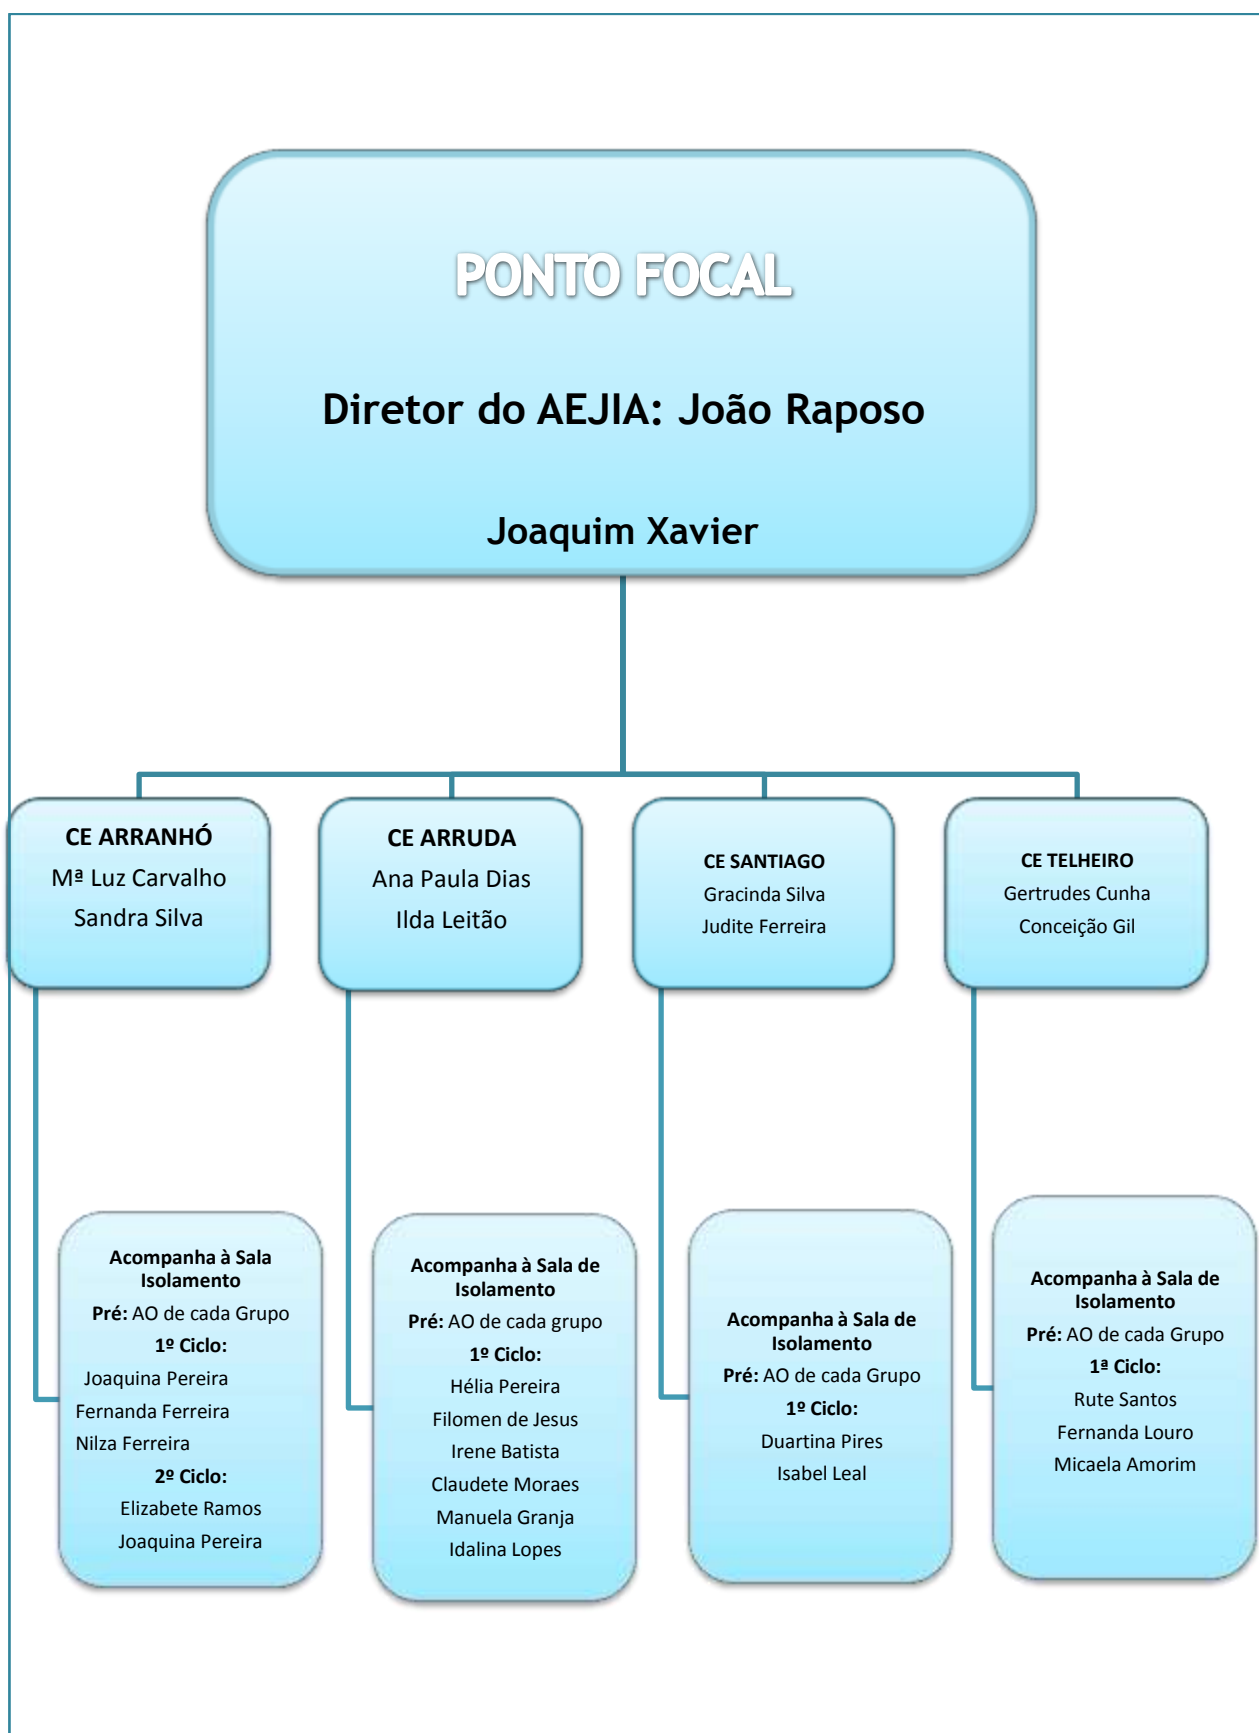 PONTO FOCAL
Diretor do AEJIA: João Raposo
Joaquim Xavier
CE ARRANHÓ
Mª Luz Carvalho
Sandra Silva
CE ARRUDA
Ana Paula Dias
Ilda Leitão
CE SANTIAGO
Gracinda Silva
Judite Ferreira
CE TELHEIRO
Gertrudes Cunha
Conceição Gil
Acompanha à Sala
Isolamento
Pré: AO de cada Grupo
1º Ciclo:
Joaquina Pereira
Fernanda Ferreira
Nilza Ferreira
2º Ciclo:
Elizabete Ramos
Joaquina Pereira
Acompanha à Sala de
Isolamento
Pré: AO de cada grupo
1º Ciclo:
Hélia Pereira
Filomen de Jesus
Irene Batista
Claudete Moraes
Manuela Granja
Idalina Lopes
Acompanha à Sala de
Isolamento
Pré: AO de cada Grupo
1º Ciclo:
Duartina Pires
Isabel Leal
Acompanha à Sala de
Isolamento
Pré: AO de cada Grupo
1ª Ciclo:
Rute Santos
Fernanda Louro
Micaela Amorim